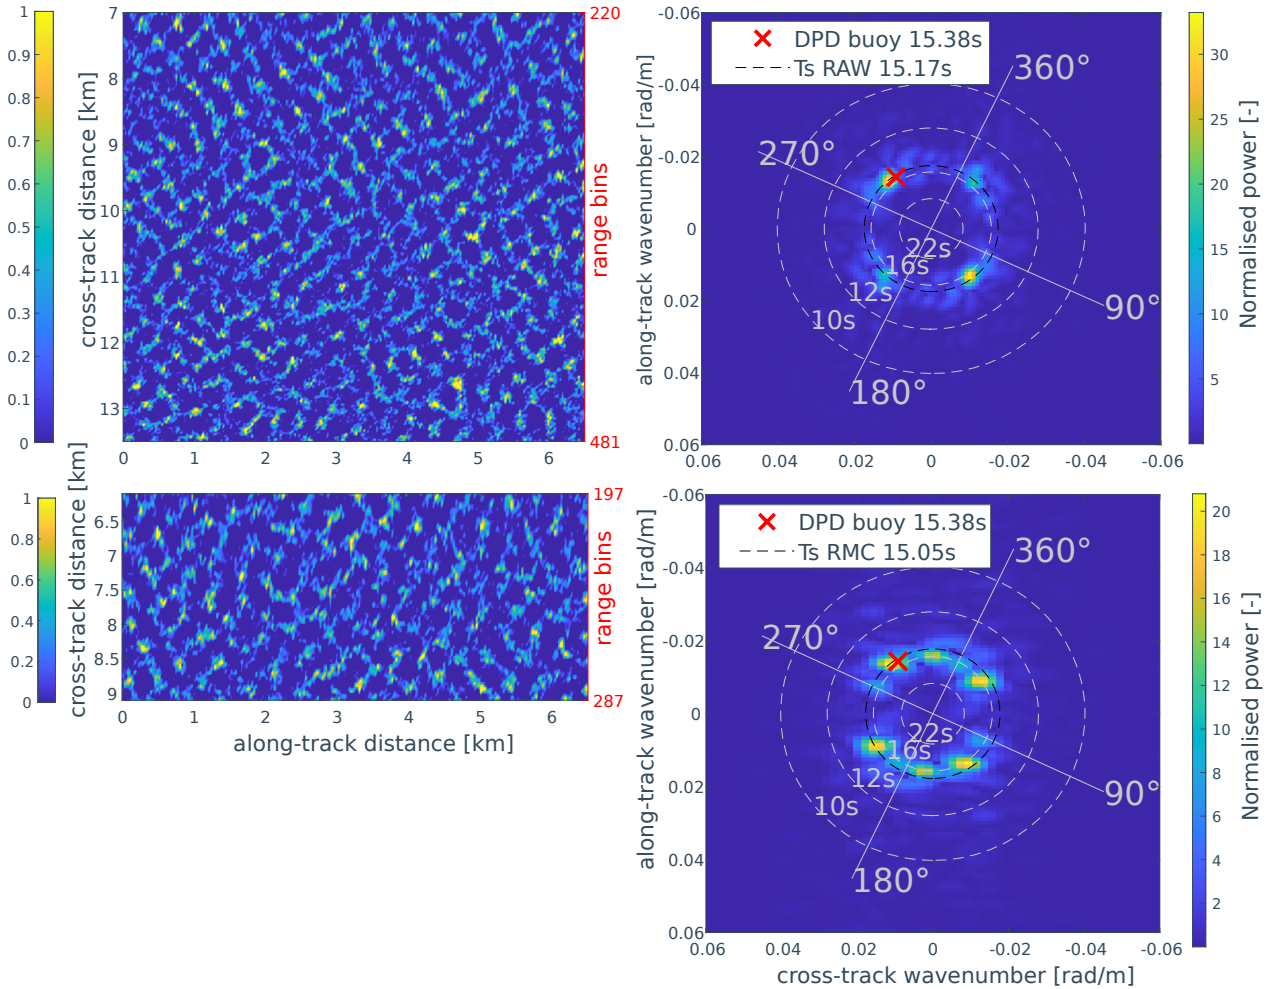 1
0.9
0.8
0.7
0.6
0.5
0.4
0.3
0.2
0.1
0
cross-track distance [km]
7
8
9
10
11
12
13
0 1 2 3 4 5 6
220
range bins
481
-0.06
-0.04
-0.02
0
0.02
0.04
0.06
along-track wavenumber [rad/m]
DPD buoy 15.38s
Ts RAW 15.17s
360°
270°
90°
180°
22s
16s
12s
10s
0.06 0.04 0.02 0 -0.02 -0.04 -0.06
30
25
20
15
10
5
Normalised power [-]
1
0.8
0.6
0.4
0.2
0
cross-track distance [km]
6.5
7
7.5
8
8.5
9
0 1 2 3 4 5 6
along-track distance [km]
197
range bins
287
-0.06
-0.04
-0.02
0
0.02
0.04
0.06
along-track wavenumber [rad/m]
DPD buoy 15.38s
Ts RMC 15.05s
360°
270°
90°
180°
22s
16s
12s
10s
0.06 0.04 0.02 0 -0.02 -0.04 -0.06
cross-track wavenumber [rad/m]
20
18
16
14
12
10
8
6
4
2
Normalised power [-]